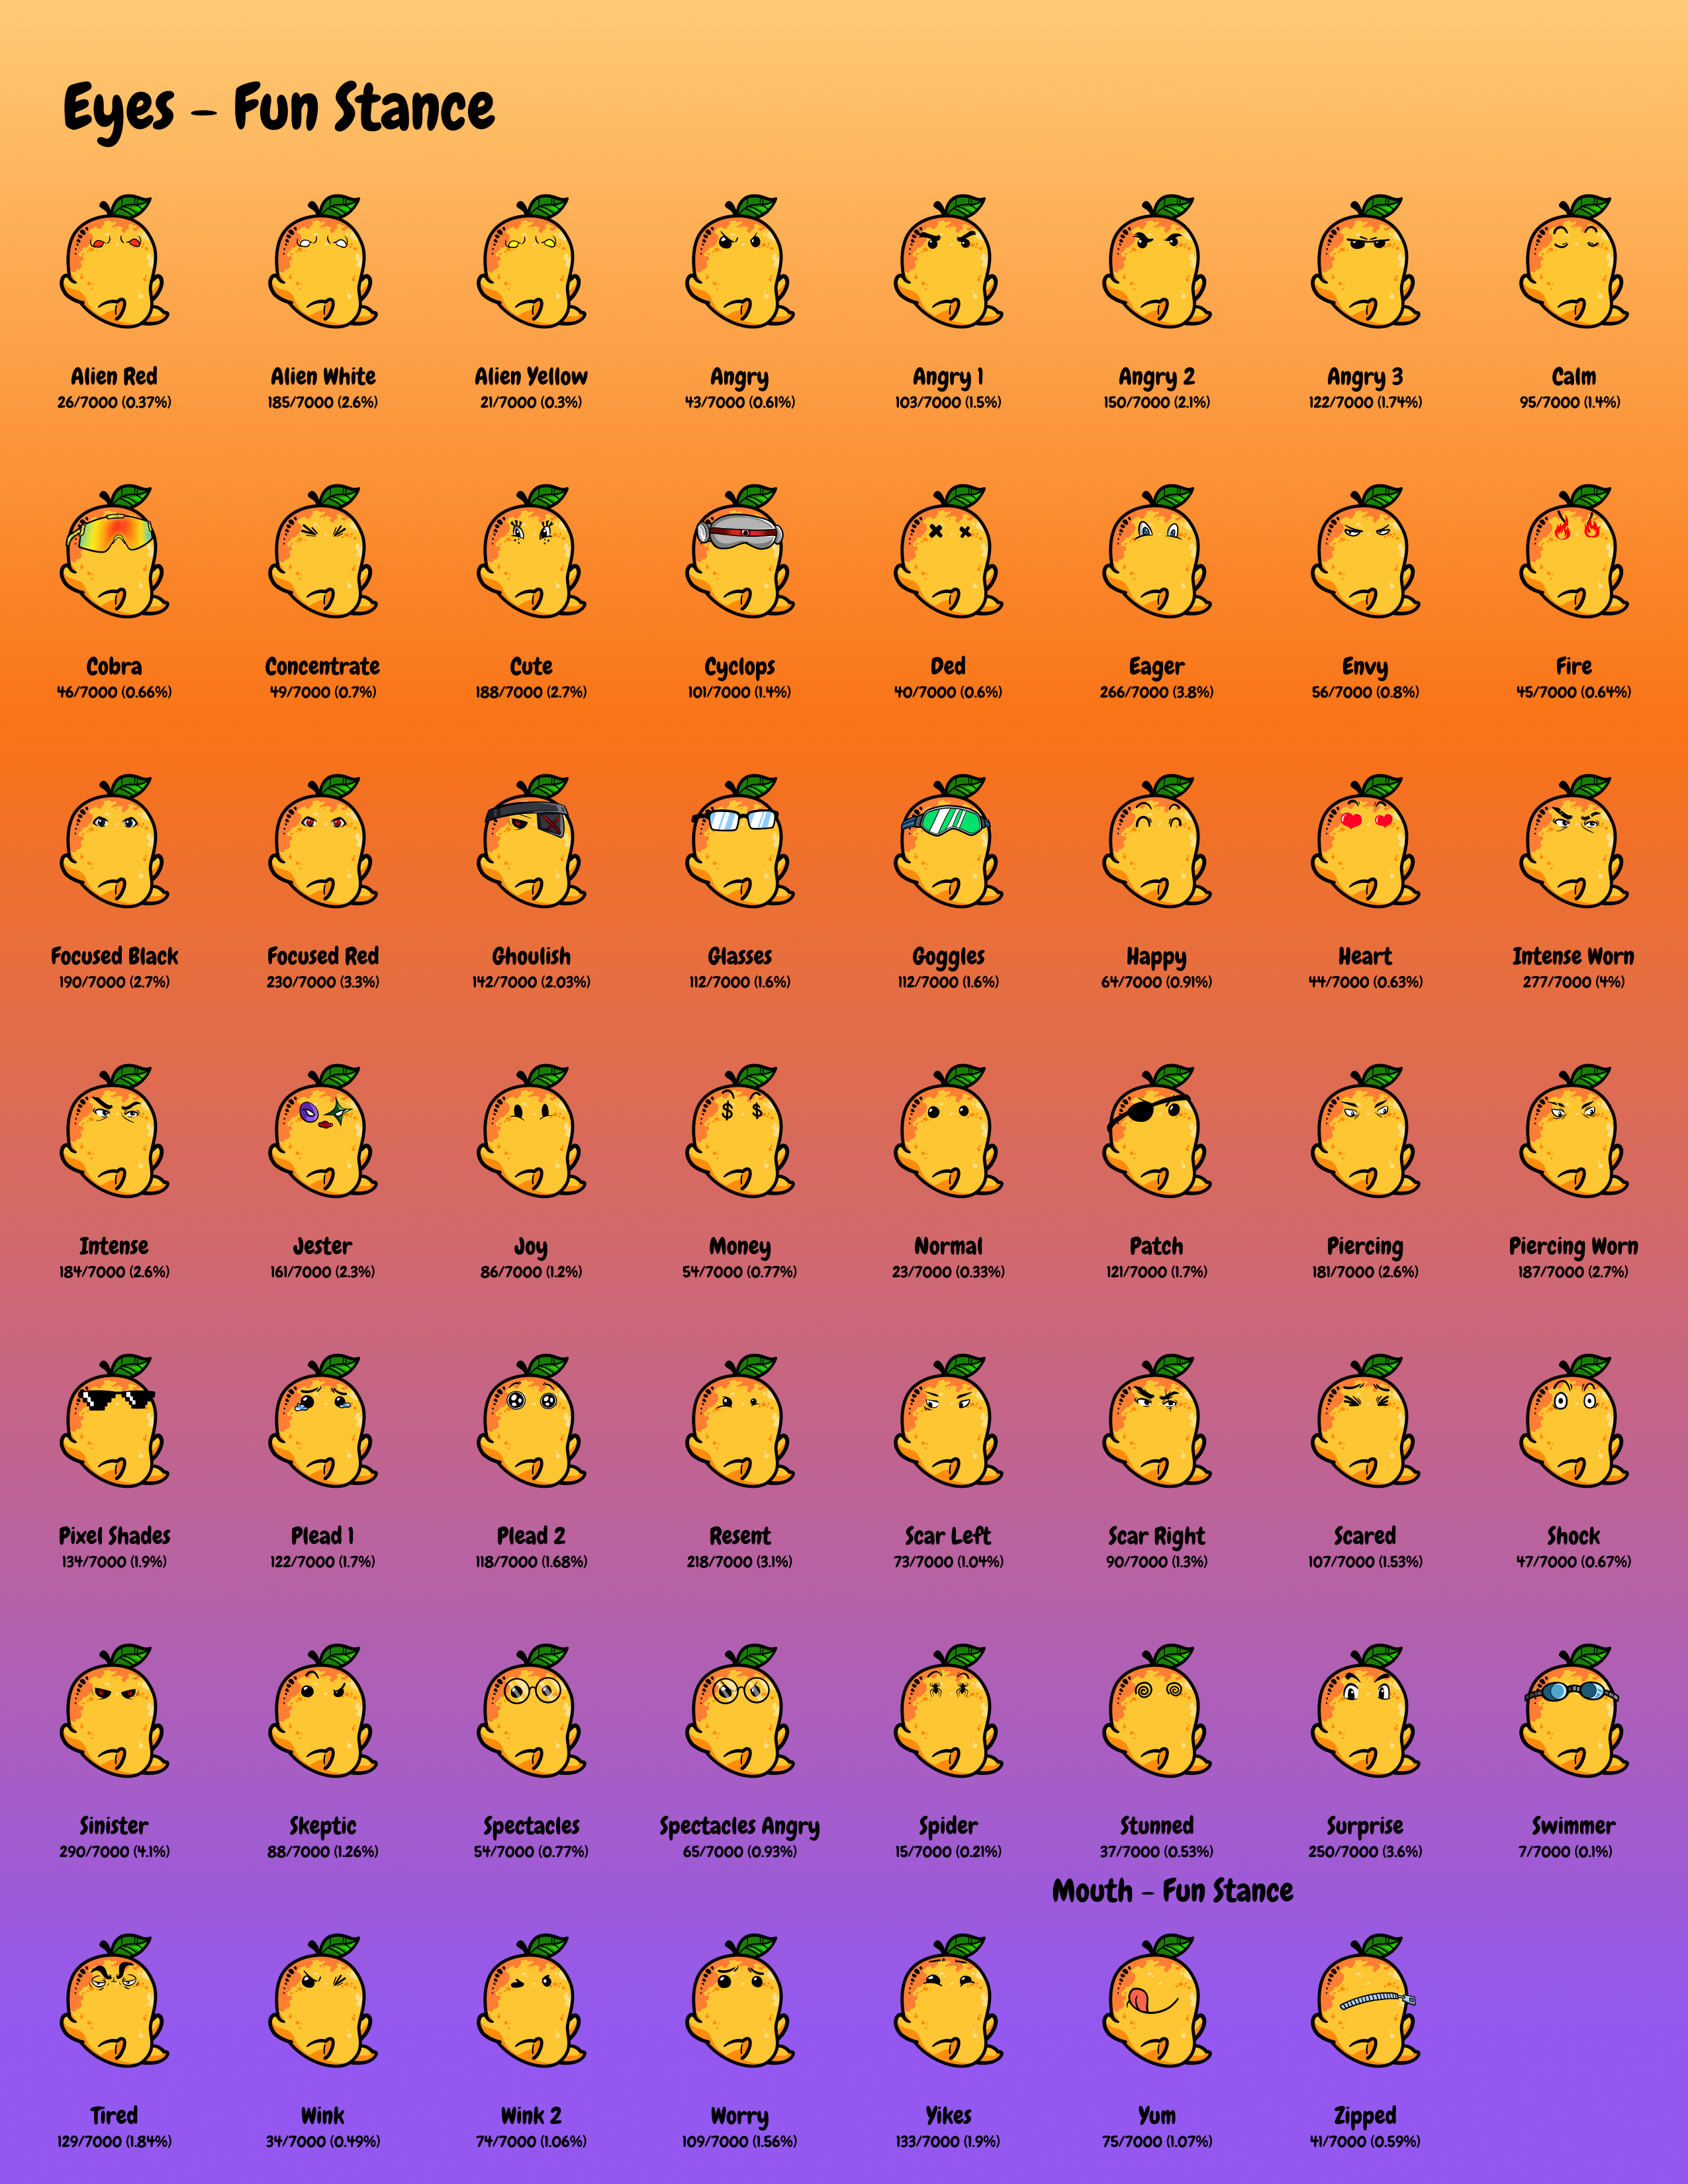 Eyes - Fun Stance
Alien Red
26/7000 (0.37%)
Alien White
185/7000 (2.6%)
Alien Yellow
21/7000 (0.3%)
Angry
43/7000 (0.61%)
Angry 1
103/7000 (1.5%)
Angry 2
150/7000 (2.1%)
Angry 3
122/7000 (1.74%)
Calm
95/7000 (1.4%)
Cobra
46/7000 (0.66%)
Concentrate
49/7000 (0.7%)
Cute
188/7000 (2.7%)
Cyclops
101/7000 (1.4%)
Ded
40/7000 (0.6%)
Eager
266/7000 (3.8%)
Envy
56/7000 (0.8%)
Fire
45/7000 (0.64%)
Focused Black
190/7000 (2.7%)
Focused Red
230/7000 (3.3%)
Ghoulish
142/7000 (2.03%)
Glasses
112/7000 (1.6%)
Goggles
112/7000 (1.6%)
Happy
64/7000 (0.91%)
Heart
44/7000 (0.63%)
Intense Worn
277/7000 (4%)
Intense
184/7000 (2.6%)
Jester
161/7000 (2.3%)
Joy
86/7000 (1.2%)
Money
54/7000 (0.77%)
Normal
23/7000 (0.33%)
Patch
121/7000 (1.7%)
Piercing
181/7000 (2.6%)
Piercing Worn
187/7000 (2.7%)
Pixel Shades
134/7000 (1.9%)
Plead 1
122/7000 (1.7%)
Plead 2
118/7000 (1.68%)
Resent
218/7000 (3.1%)
Scar Left
73/7000 (1.04%)
Scar Right
90/7000 (1.3%)
Scared
107/7000 (1.53%)
Shock
47/7000 (0.67%)
Sinister
290/7000 (4.1%)
Skeptic
88/7000 (1.26%)
Spectacles
54/7000 (0.77%)
Spectacles Angry
65/7000 (0.93%)
Spider
15/7000 (0.21%)
Stunned
37/7000 (0.53%)
Surprise
250/7000 (3.6%)
Swimmer
7/7000 (0.1%)
Mouth - Fun Stance
Tired
129/7000 (1.84%)
Wink
34/7000 (0.49%)
Wink 2
74/7000 (1.06%)
Worry
109/7000 (1.56%)
Yikes
133/7000 (1.9%)
Yum
75/7000 (1.07%)
Zipped
41/7000 (0.59%)